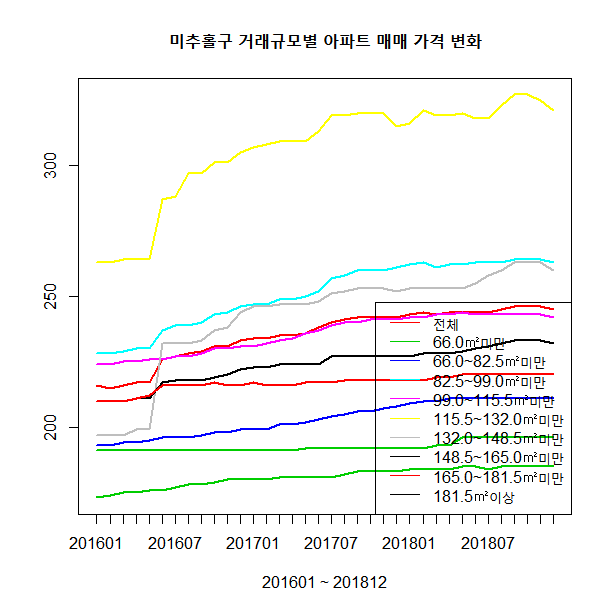 미추홀구 거래규모별 아파트 매매 가격 변화
300
250
200
전체
66.0㎡미만
66.0~82.5㎡미만
82.5~99.0㎡미만
99.0~115.5㎡미만
115.5~132.0㎡미만
132.0~148.5㎡미만
148.5~165.0㎡미만
165.0~181.5㎡미만
181.5㎡이상
201601 201607 201701 201707 201801 201807
201601 ~ 201812